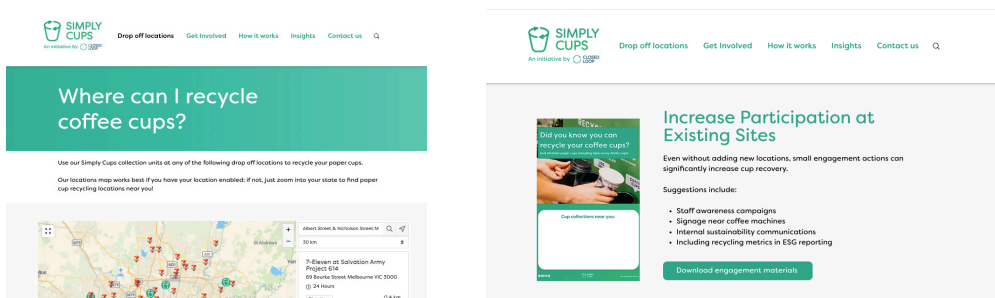 SIMPLY
CUPS
An initiative by CLOSED
LOOP
Drop off locations
Get Involved
How it works
Insights
Contact us
Where can I recycle
coffee cups?
Use our Simply Cups collection units at any of the following drop off locations to recycle your paper cups.
Our locations map works best if you have your location enabled; if not, just zoom into your state to find paper
cup recycling locations near you!
+
−
St Andrews
Albert Street & Nicholson Street M
30 km
7-Eleven at Salvation Army
Project 614
69 Bourke Street Melbourne VIC 3000
24 Hours
0.4 km
SIMPLY
CUPS
An initiative by CLOSED
LOOP
Drop off locations
Get Involved
How it works
Insights
Contact us
Did you know you can
recycle your coffee cups?
Cup collections near you:
Increase Participation at
Existing Sites
Even without adding new locations, small engagement actions can
significantly increase cup recovery.
Suggestions include:
• Staff awareness campaigns
• Signage near coffee machines
• Internal sustainability communications
• Including recycling metrics in ESG reporting
Download engagement materials